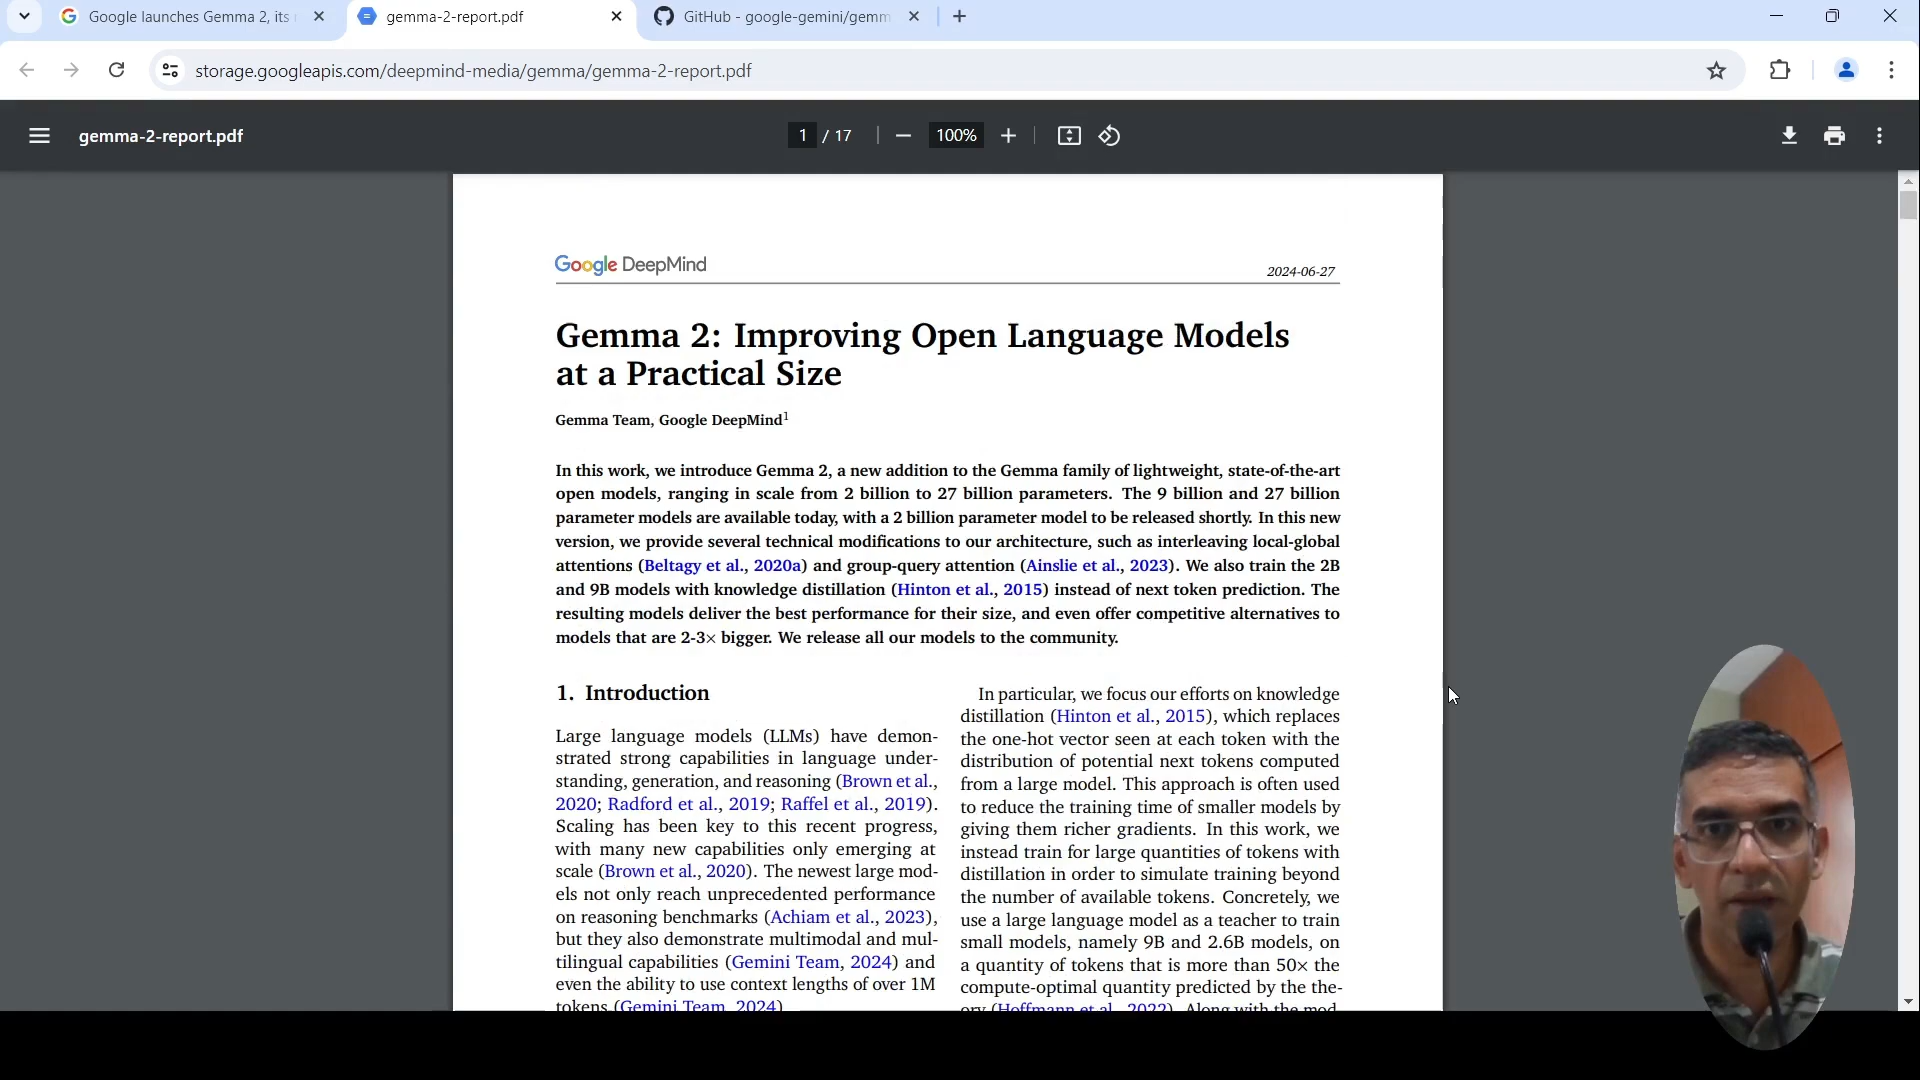 Google launches Gemma 2, its
gemma-2-report.pdf
GitHub - google-gemini/gemm
storage.googleapis.com/deepmind-media/gemma/gemma-2-report.pdf
gemma-2-report.pdf
1 / 17
100%
Google DeepMind
2024-06-27
Gemma 2: Improving Open Language Models
at a Practical Size
Gemma Team, Google DeepMind1
In this work, we introduce Gemma 2, a new addition to the Gemma family of lightweight, state-of-the-art
open models, ranging in scale from 2 billion to 27 billion parameters. The 9 billion and 27 billion
parameter models are available today, with a 2 billion parameter model to be released shortly. In this new
version, we provide several technical modifications to our architecture, such as interleaving local-global
attentions (Beltagy et al., 2020a) and group-query attention (Ainslie et al., 2023). We also train the 2B
and 9B models with knowledge distillation (Hinton et al., 2015) instead of next token prediction. The
resulting models deliver the best performance for their size, and even offer competitive alternatives to
models that are 2-3× bigger. We release all our models to the community.
1. Introduction
Large language models (LLMs) have demon-
strated strong capabilities in language under-
standing, generation, and reasoning (Brown et al.,
2020; Radford et al., 2019; Raffel et al., 2019).
Scaling has been key to this recent progress,
with many new capabilities only emerging at
scale (Brown et al., 2020). The newest large mod-
els not only reach unprecedented performance
on reasoning benchmarks (Achiam et al., 2023),
but they also demonstrate multimodal and mul-
tilingual capabilities (Gemini Team, 2024) and
even the ability to use context lengths of over 1M
tokens (Gemini Team, 2024)
In particular, we focus our efforts on knowledge
distillation (Hinton et al., 2015), which replaces
the one-hot vector seen at each token with the
distribution of potential next tokens computed
from a large model. This approach is often used
to reduce the training time of smaller models by
giving them richer gradients. In this work, we
instead train for large quantities of tokens with
distillation in order to simulate training beyond
the number of available tokens. Concretely, we
use a large language model as a teacher to train
small models, namely 9B and 2.6B models, on
a quantity of tokens that is more than 50× the
compute-optimal quantity predicted by the the-
ory (Hoffmann et al., 2022). Along with the mod-